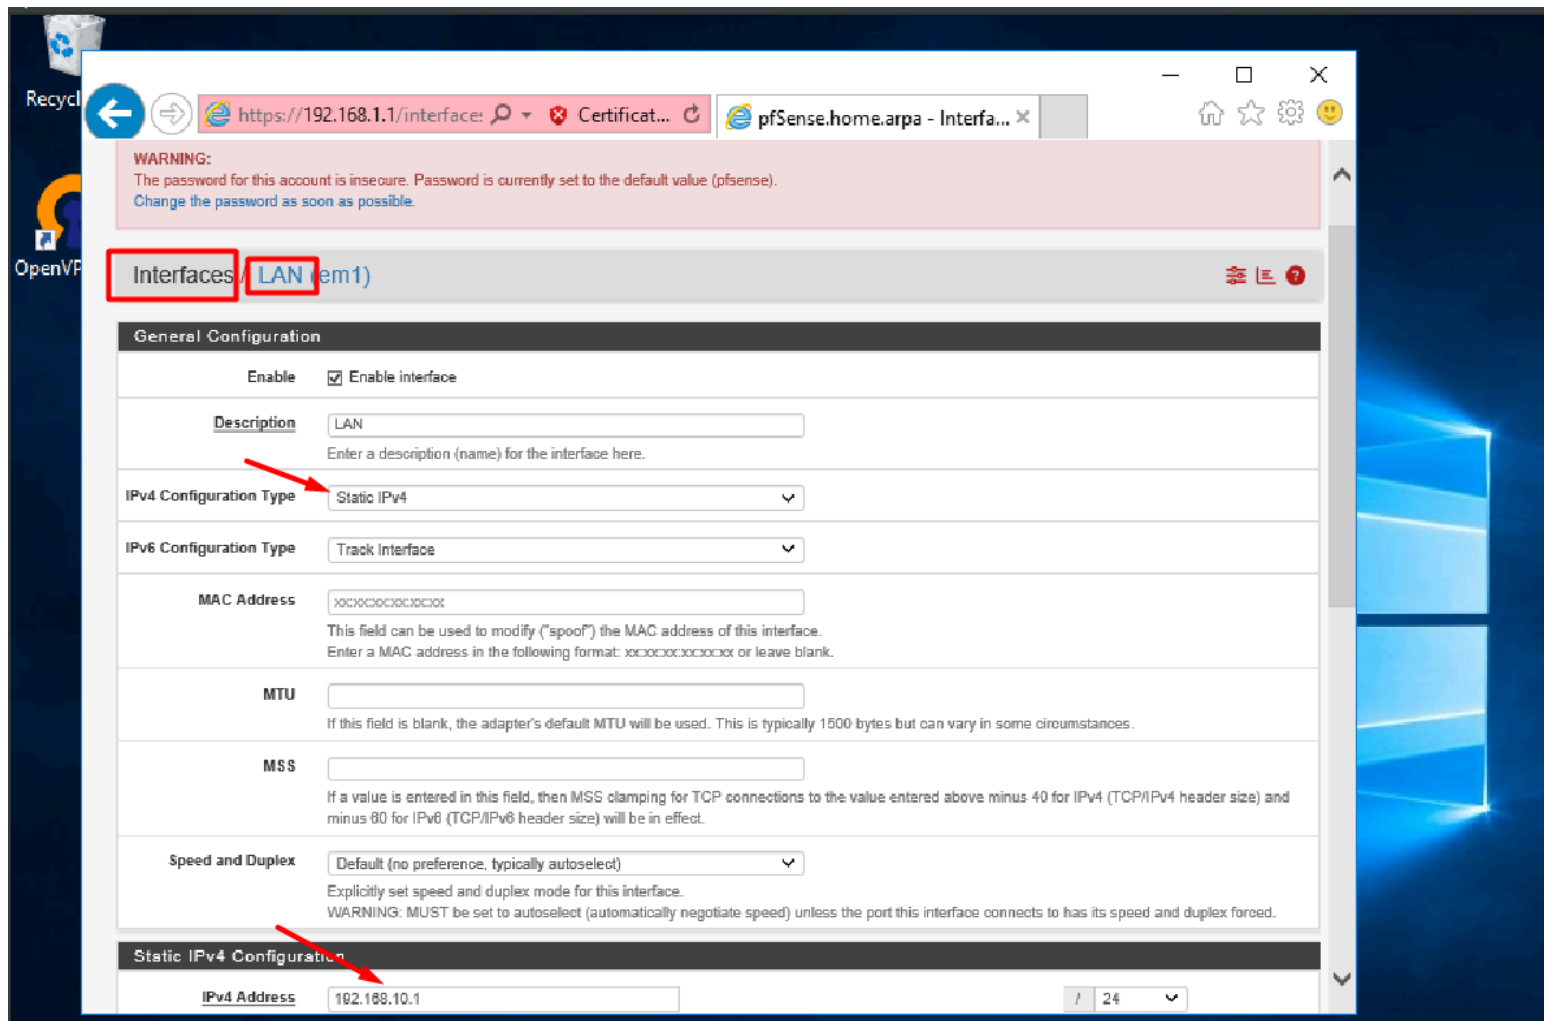 Recycl
OpenVP
https://192.168.1.1/interface:
Certificat...
pfSense.home.arpa - Interfa...
WARNING:
The password for this account is insecure. Password is currently set to the default value (pfsense).
Change the password as soon as possible.
Interfaces / LAN (em1)
General Configuration
Enable
Enable interface
Description
LAN
Enter a description (name) for the interface here.
IPv4 Configuration Type
Static IPv4
IPv6 Configuration Type
Track Interface
MAC Address
xx:xx:xx:xx:xx:xx
This field can be used to modify ("spoof") the MAC address of this interface.
Enter a MAC address in the following format: xx:xx:xx:xx:xx:xx or leave blank.
MTU
If this field is blank, the adapter's default MTU will be used. This is typically 1500 bytes but can vary in some circumstances.
MSS
If a value is entered in this field, then MSS clamping for TCP connections to the value entered above minus 40 for IPv4 (TCP/IPv4 header size) and
minus 60 for IPv6 (TCP/IPv6 header size) will be in effect.
Speed and Duplex
Default (no preference, typically autoselect)
Explicitly set speed and duplex mode for this interface.
WARNING: MUST be set to autoselect (automatically negotiate speed) unless the port this interface connects to has its speed and duplex forced.
Static IPv4 Configuration
IPv4 Address
192.168.10.1
/ 24